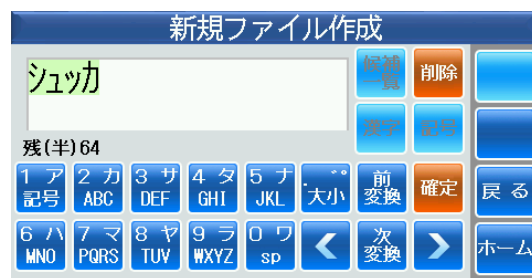 新規ファイル作成
シュッカ
候補一覧
削除
漢字
記号
残(半)64
1 ア 記号
2 カ ABC
3 サ DEF
4 タ GHI
5 ナ JKL
゛゜大小
前変換
確定
戻る
6 ハ MNO
7 マ PQRS
8 ヤ TUV
9 ラ WXYZ
0 ワ sp
<
次変換
>
ホーム